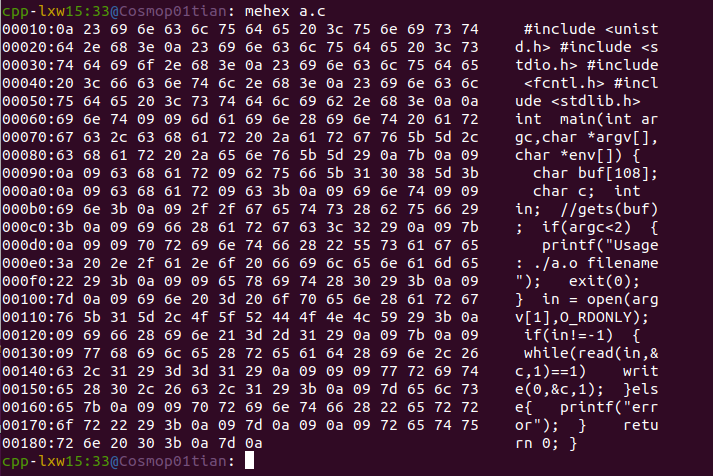 cpp-lxw15:33@Cosmop01tian: mehex a.c
00010:0a 23 69 6e 63 6c 75 64 65 20 3c 75 6e 69 73 74     #include <unist
00020:64 2e 68 3e 0a 23 69 6e 63 6c 75 64 65 20 3c 73    d.h> #include <s
00030:74 64 69 6f 2e 68 3e 0a 23 69 6e 63 6c 75 64 65    tdio.h> #include
00040:20 3c 66 63 6e 74 6c 2e 68 3e 0a 23 69 6e 63 6c     <fcntl.h> #incl
00050:75 64 65 20 3c 73 74 64 6c 69 62 2e 68 3e 0a 0a    ude <stdlib.h>
00060:69 6e 74 09 09 6d 61 69 6e 28 69 6e 74 20 61 72    int  main(int ar
00070:67 63 2c 63 68 61 72 20 2a 61 72 67 76 5b 5d 2c    gc,char *argv[],
00080:63 68 61 72 20 2a 65 6e 76 5b 5d 29 0a 7b 0a 09    char *env[]) {
00090:0a 09 63 68 61 72 09 62 75 66 5b 31 30 38 5d 3b      char buf[108];
000a0:0a 09 63 68 61 72 09 63 3b 0a 09 69 6e 74 09 09      char c;  int
000b0:69 6e 3b 0a 09 2f 2f 67 65 74 73 28 62 75 66 29    in;  //gets(buf)
000c0:3b 0a 09 69 66 28 61 72 67 63 3c 32 29 0a 09 7b    ;  if(argc<2)  {
000d0:0a 09 09 70 72 69 6e 74 66 28 22 55 73 61 67 65       printf("Usage
000e0:3a 20 2e 2f 61 2e 6f 20 66 69 6c 65 6e 61 6d 65    : ./a.o filename
000f0:22 29 3b 0a 09 09 65 78 69 74 28 30 29 3b 0a 09    ");   exit(0);
00100:7d 0a 09 69 6e 20 3d 20 6f 70 65 6e 28 61 72 67    }  in = open(arg
00110:76 5b 31 5d 2c 4f 5f 52 44 4f 4e 4c 59 29 3b 0a    v[1],O_RDONLY);
00120:09 69 66 28 69 6e 21 3d 2d 31 29 0a 09 7b 0a 09     if(in!=-1)  {
00130:09 77 68 69 6c 65 28 72 65 61 64 28 69 6e 2c 26     while(read(in,&
00140:63 2c 31 29 3d 3d 31 29 0a 09 09 09 77 72 69 74    c,1)==1)    writ
00150:65 28 30 2c 26 63 2c 31 29 3b 0a 09 7d 65 6c 73    e(0,&c,1);  }els
00160:65 7b 0a 09 09 70 72 69 6e 74 66 28 22 65 72 72    e{   printf("err
00170:6f 72 22 29 3b 0a 09 7d 0a 09 0a 09 72 65 74 75    or");  }    retu
00180:72 6e 20 30 3b 0a 7d 0a    rn 0; }
cpp-lxw15:33@Cosmop01tian: